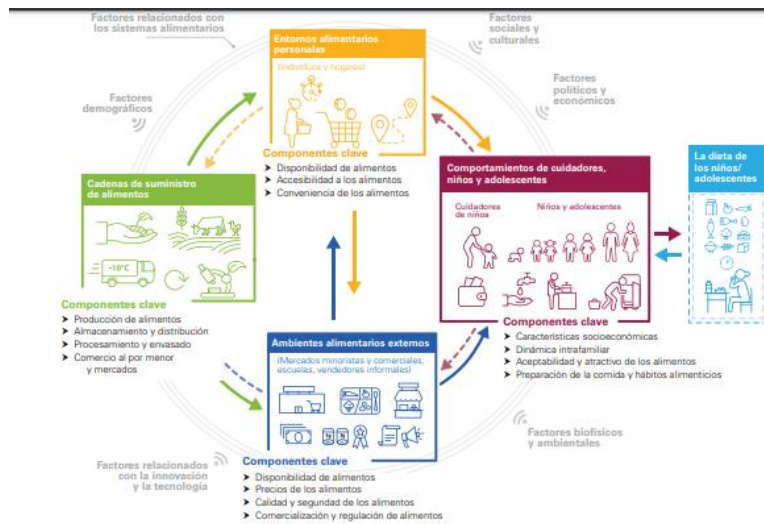 Factores relacionados con
los sistemas alimentarios
Factores
sociales y
culturales
Factores
demográficos
Factores
políticos y
económicos
Entornos alimentarios
personales
(Individuos y hogares)
Componentes clave
➤ Disponibilidad de alimentos
➤ Accesibilidad a los alimentos
➤ Conveniencia de los alimentos
Cadenas de suministro
de alimentos
-10°C
Componentes clave
➤ Producción de alimentos
➤ Almacenamiento y distribución
➤ Procesamiento y envasado
➤ Comercio al por menor
y mercados
Comportamientos de cuidadores,
niños y adolescentes
Cuidadores
de niños
Niños y adolescentes
Componentes clave
➤ Características socioeconómicas
➤ Dinámica intrafamiliar
➤ Aceptabilidad y atractivo de los alimentos
➤ Preparación de la comida y hábitos alimenticios
La dieta de
los niños/
adolescentes
Ambientes alimentarios externos
(Mercados minoristas y comerciales,
escuelas, vendedores informales)
Componentes clave
➤ Disponibilidad de alimentos
➤ Precios de los alimentos
➤ Calidad y seguridad de los alimentos
➤ Comercialización y regulación de alimentos
Factores relacionados
con la innovación
y la tecnología
Factores biofísicos
y ambientales